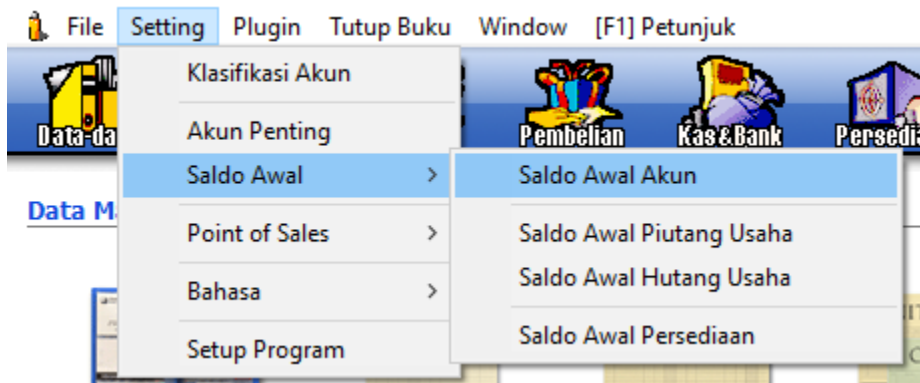 File Setting Plugin Tutup Buku Window [F1] Petunjuk
Klasifikasi Akun
Pembelian Kas&Bank
Akun Penting
Saldo Awal
Saldo Awal Akun
Data
Point of Sales
Saldo Awal Piutang Usaha
Saldo Awal Hutang Usaha
Bahasa
Saldo Awal Persediaan
Setup Program